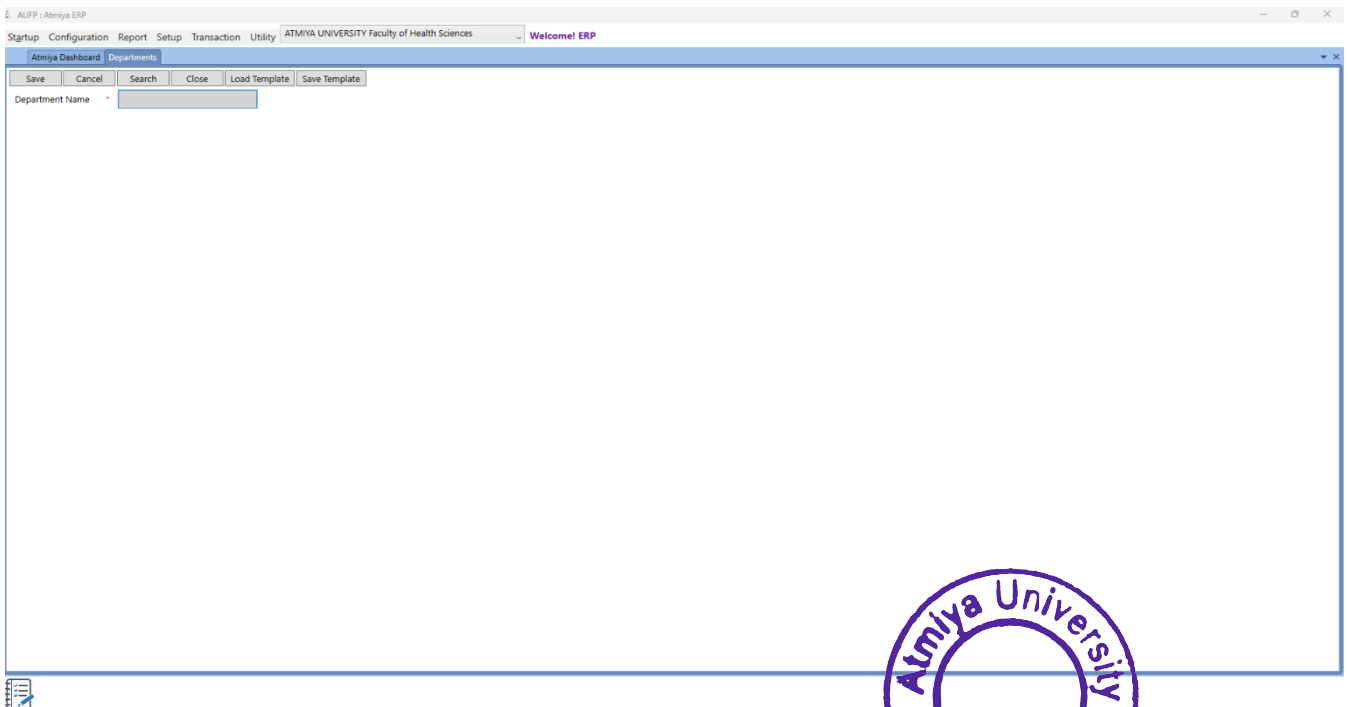 AUFP : Atmiya ERP
Startup Configuration Report Setup Transaction Utility ATMIYA UNIVERSITY Faculty of Health Sciences Welcome! ERP
Atmiya Dashboard Departments
Save Cancel Search Close Load Template Save Template
Department Name *
Atmiya University